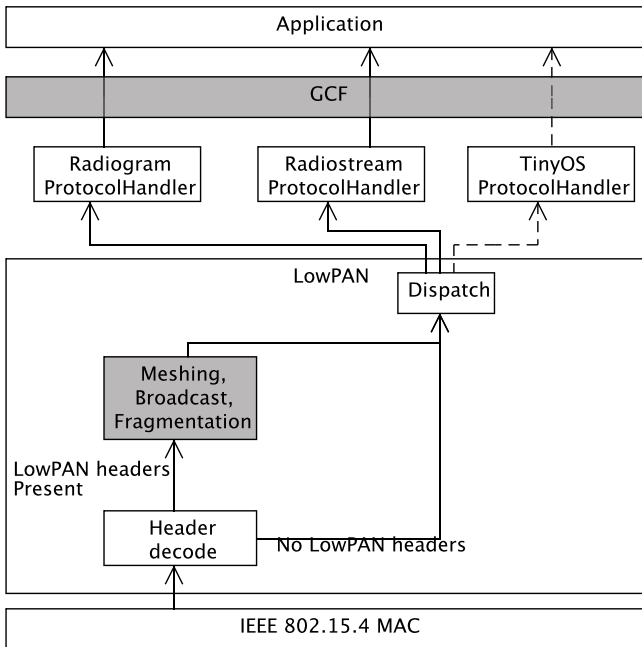 Application
GCF
Radiogram
ProtocolHandler
Radiostream
ProtocolHandler
TinyOS
ProtocolHandler
LowPAN
Dispatch
Meshing,
Broadcast,
Fragmentation
LowPAN headers
Present
Header
decode
No LowPAN headers
IEEE 802.15.4 MAC